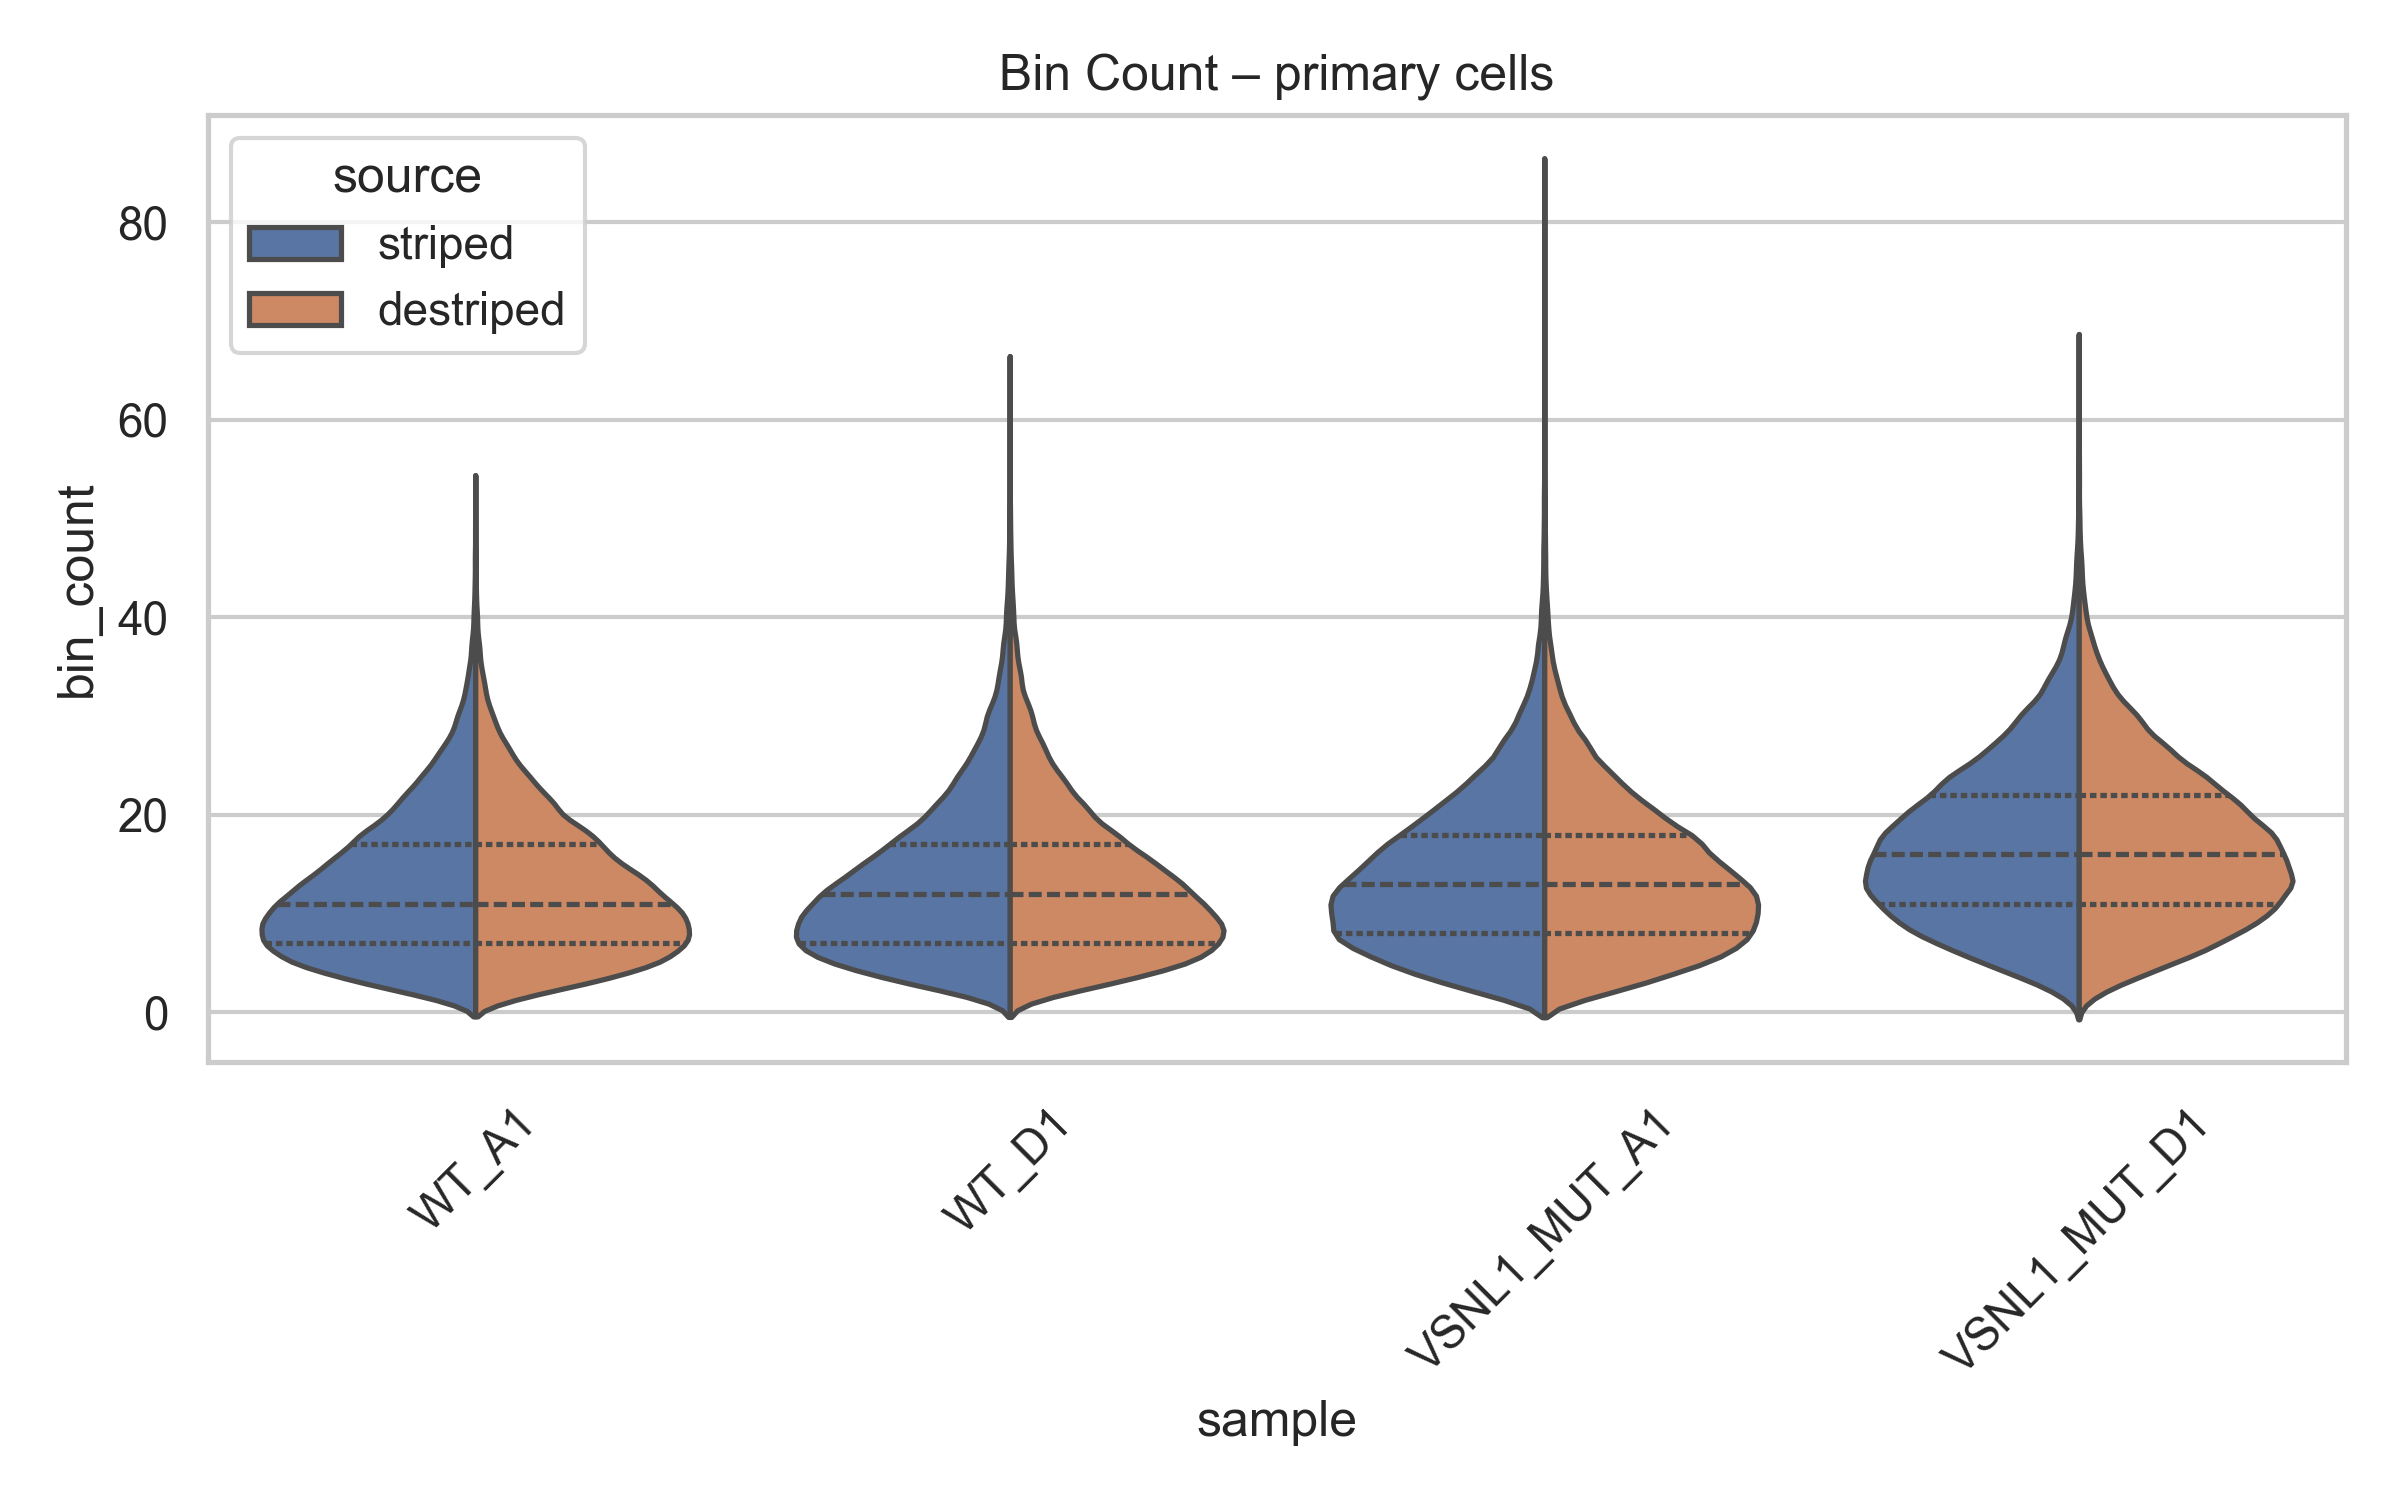 Bin Count – primary cells
source
striped
destriped
bin_count
80
60
40
20
0
WT_A1
WT_D1
VSNL1_MUT_A1
VSNL1_MUT_D1
sample